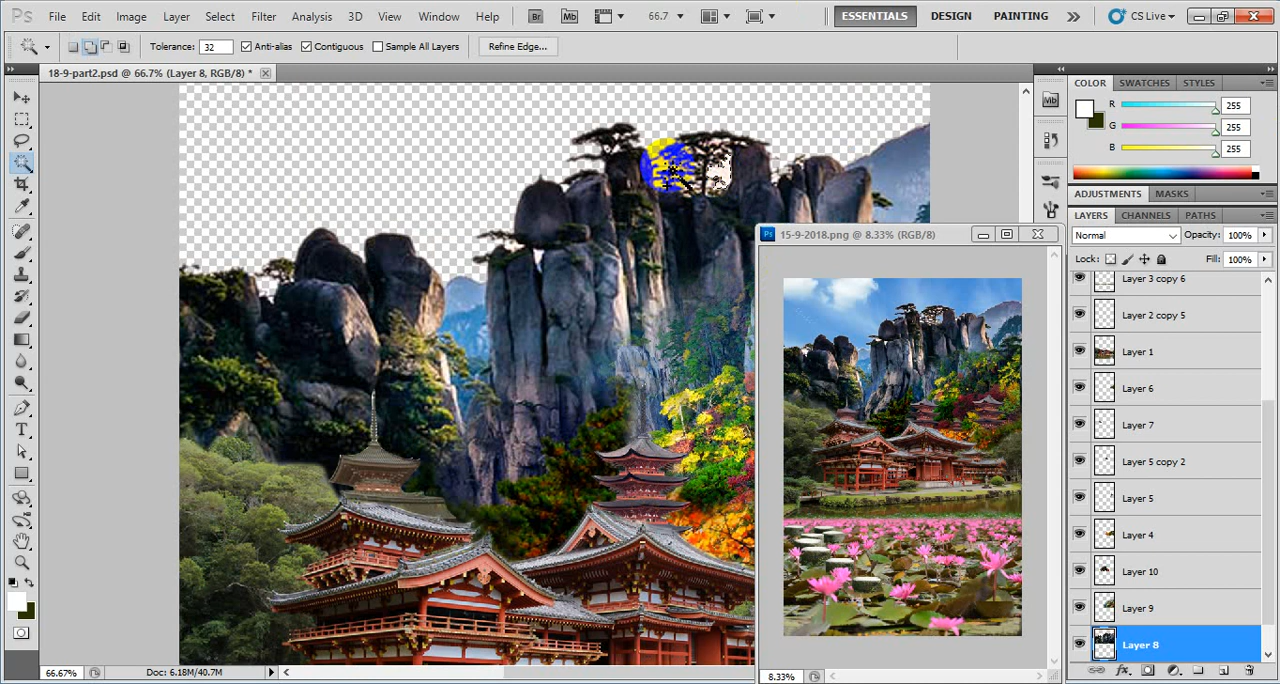 Ps File Edit Image Layer Select Filter Analysis 3D View Window Help Br Mb 66.7 ESSENTIALS DESIGN PAINTING CS Live
Tolerance: 32 Anti-alias Contiguous Sample All Layers Refine Edge...
18-9-part2.psd @ 66.7% (Layer 8, RGB/8) *
COLOR SWATCHES STYLES
Mb
R 255
G 255
B 255
ADJUSTMENTS MASKS
LAYERS CHANNELS PATHS
Normal Opacity: 100%
Lock: Fill: 100%
Ps 15-9-2018.png @ 8.33% (RGB/8)
Layer 3 copy 6
Layer 2 copy 5
Layer 1
Layer 6
Layer 7
Layer 5 copy 2
Layer 5
Layer 4
Layer 10
Layer 9
Layer 8
T
66.67% Doc: 6.18M/40.7M
8.33%
fx